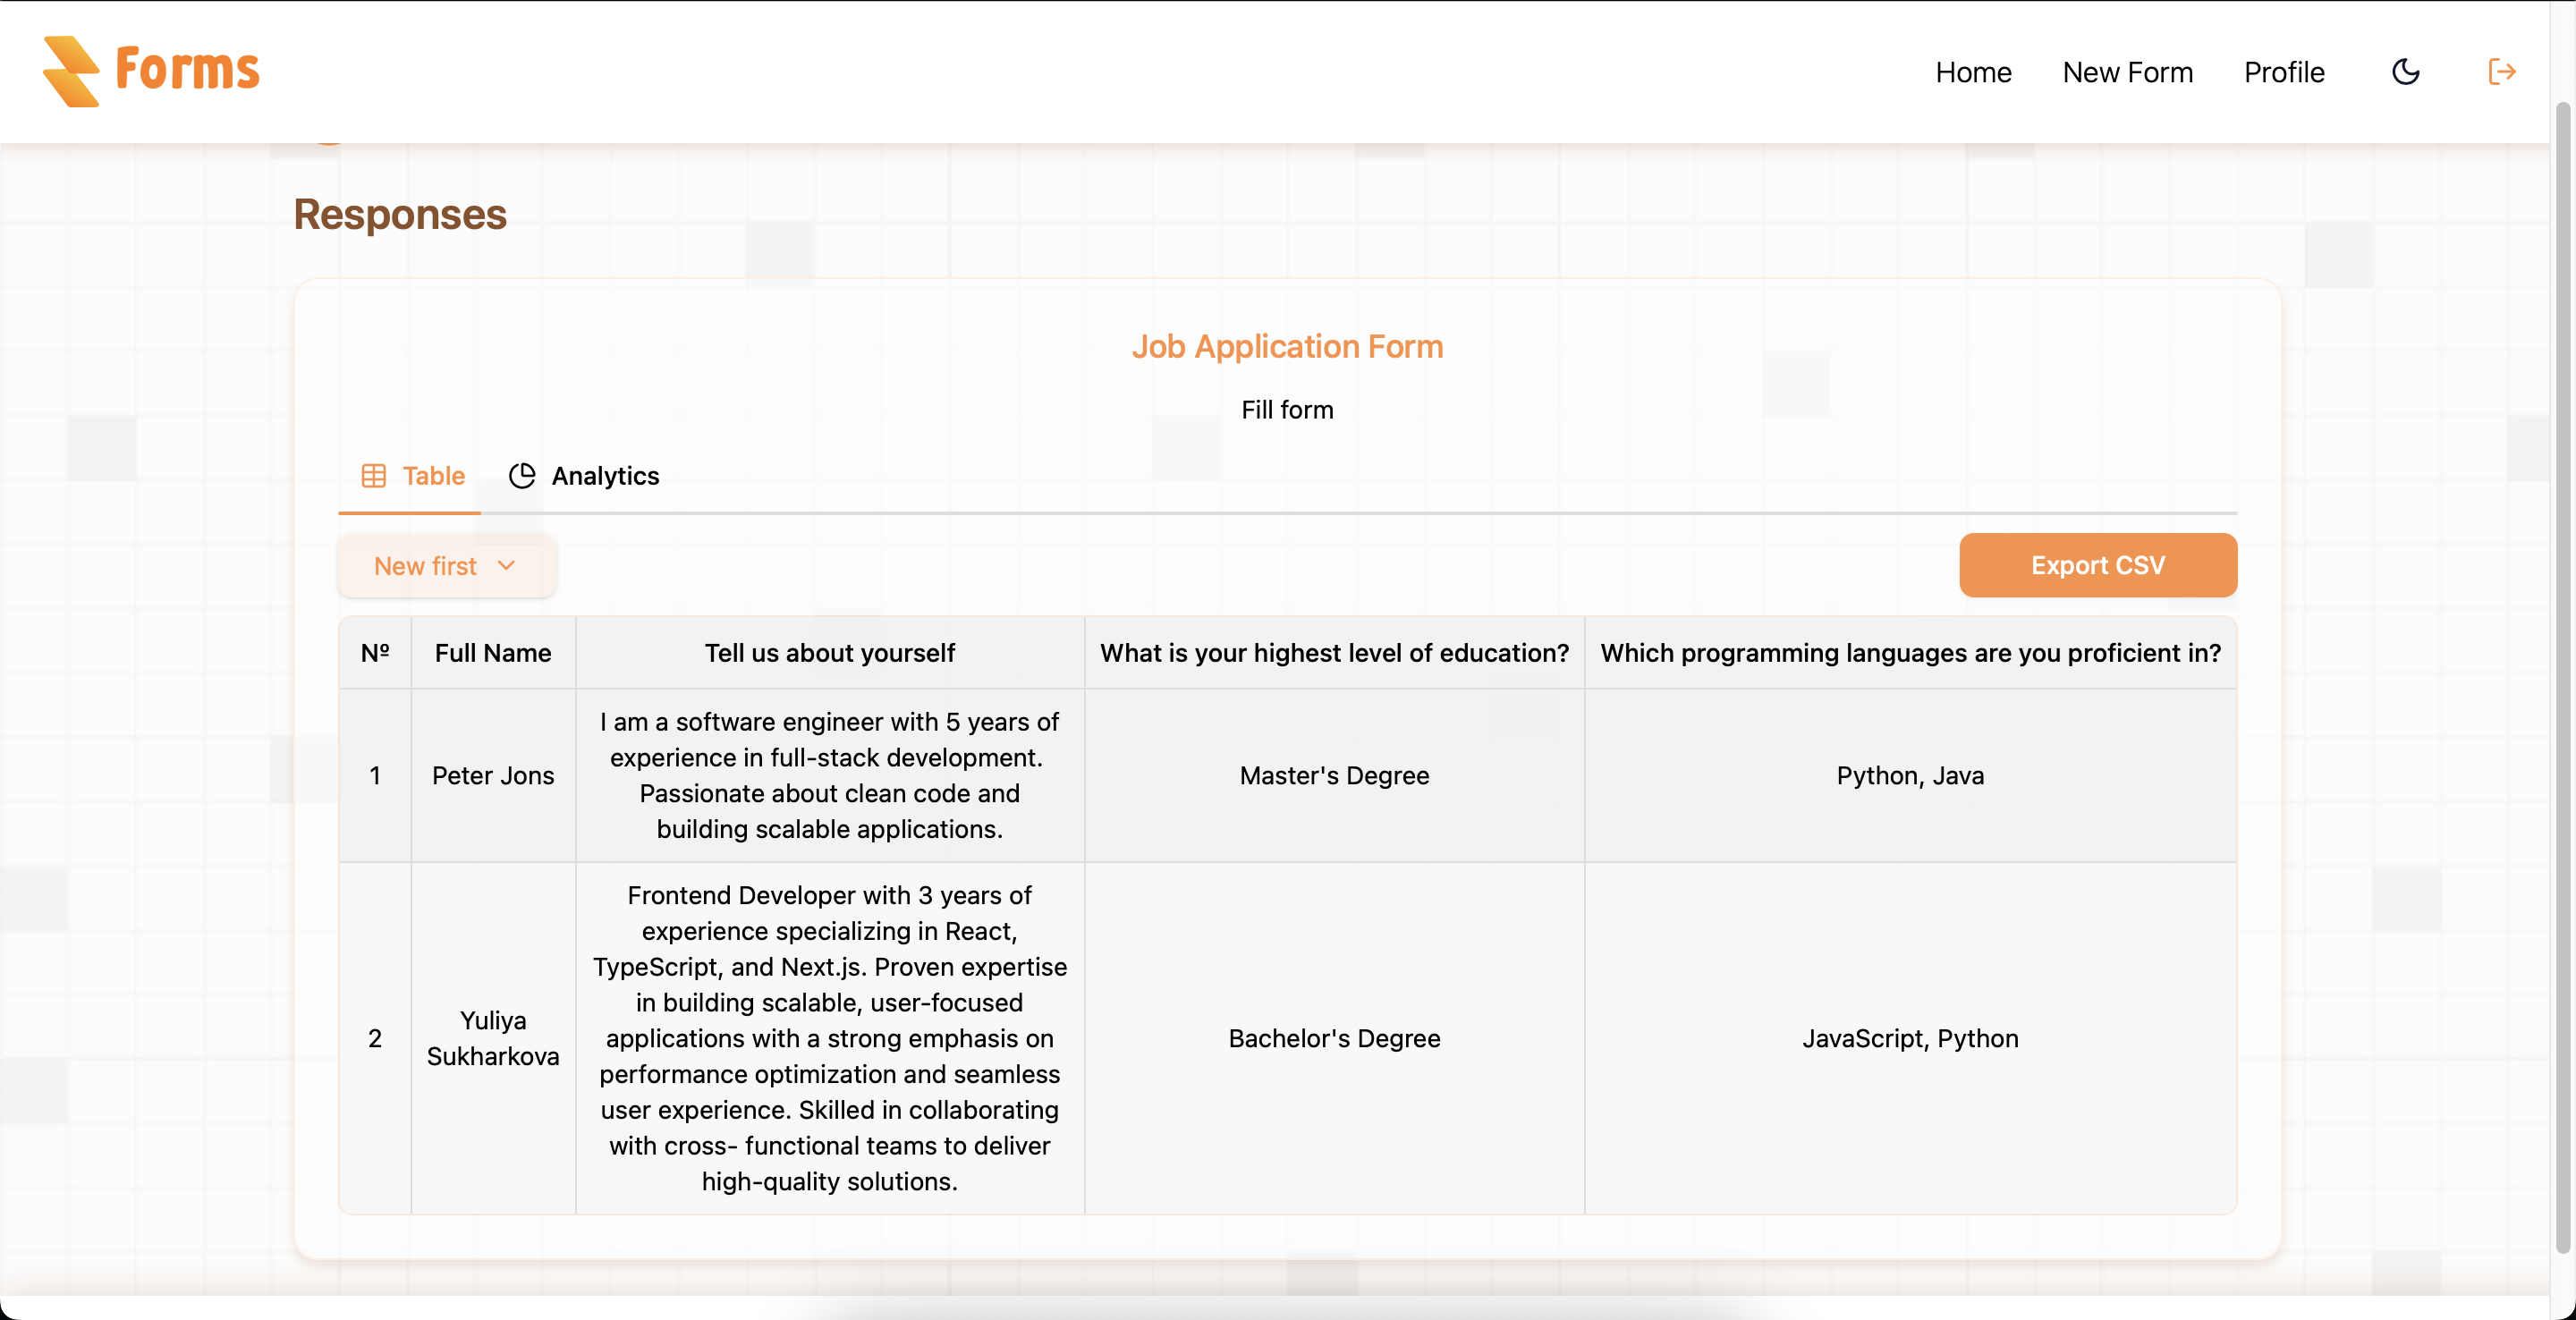 Forms
Home New Form Profile
Responses
Job Application Form
Fill form
Table Analytics
New first
Export CSV
Nº Full Name Tell us about yourself What is your highest level of education? Which programming languages are you proficient in?
I am a software engineer with 5 years of
experience in full-stack development.
1 Peter Jons Master's Degree Python, Java
Passionate about clean code and
building scalable applications.
Frontend Developer with 3 years of
experience specializing in React,
TypeScript, and Next.js. Proven expertise
in building scalable, user-focused
Yuliya
2 applications with a strong emphasis on Bachelor's Degree JavaScript, Python
Sukharkova
performance optimization and seamless
user experience. Skilled in collaborating
with cross- functional teams to deliver
high-quality solutions.